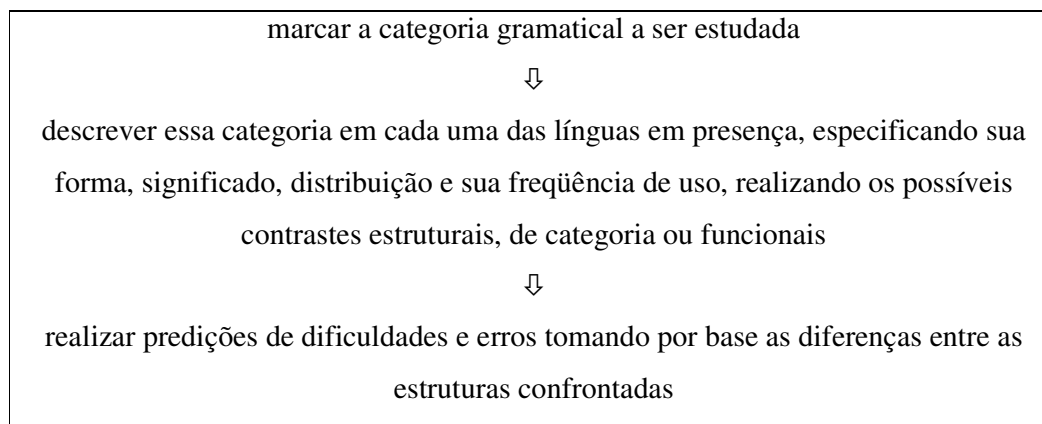 marcar a categoria gramatical a ser estudada
⇩
descrever essa categoria em cada uma das línguas em presença, especificando sua
forma, significado, distribuição e sua freqüência de uso, realizando os possíveis
contrastes estruturais, de categoria ou funcionais
⇩
realizar predições de dificuldades e erros tomando por base as diferenças entre as
estruturas confrontadas